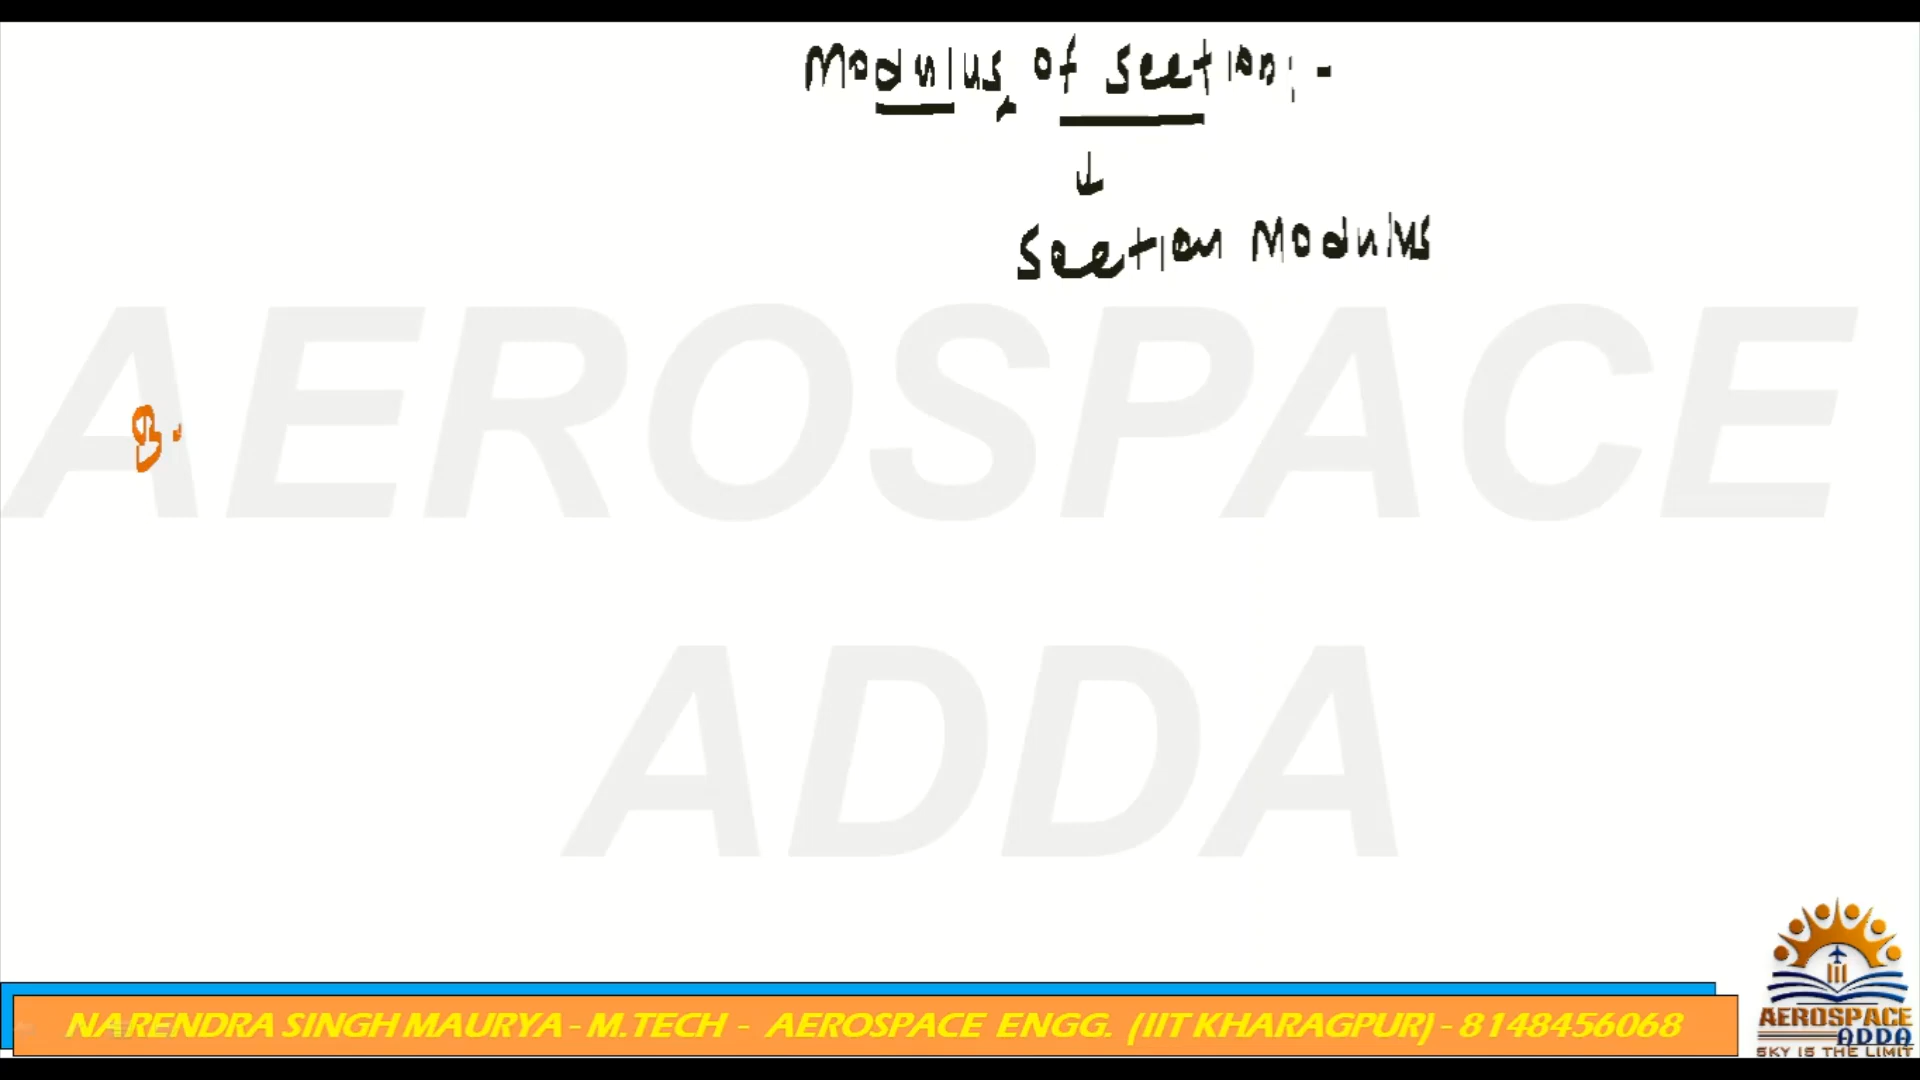 Modulus of Section:-
↓
Section Modulus
AEROSPACE
ADDA
NARENDRA SINGH MAURYA - M.TECH - AEROSPACE ENGG. (IIT KHARAGPUR) - 8148456068
AEROSPACE
ADDA
SKY IS THE LIMIT